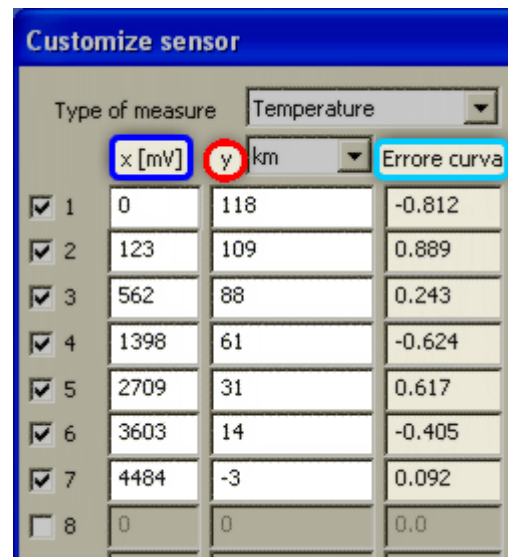 Customize sensor
Type of measure Temperature
x [mV] y km Errore curva
1 0 118 -0.812
2 123 109 0.889
3 562 88 0.243
4 1398 61 -0.624
5 2709 31 0.617
6 3603 14 -0.405
7 4484 -3 0.092
8 0 0 0.0